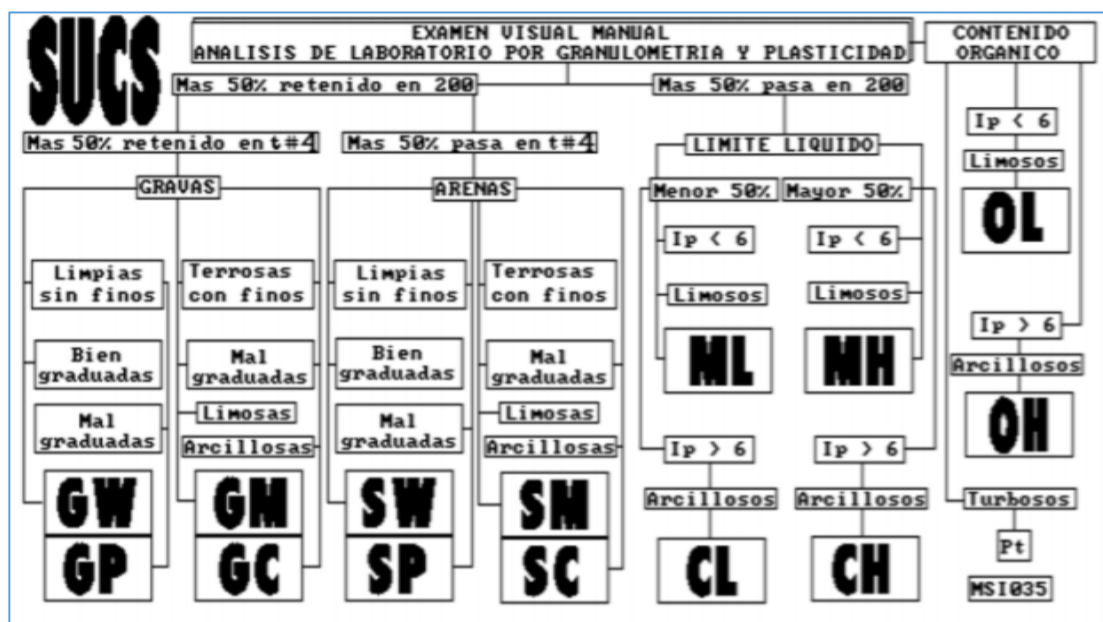 SUCS
EXAMEN VISUAL MANUAL
ANALISIS DE LABORATORIO POR GRANULOMETRIA Y PLASTICIDAD
CONTENIDO
ORGANICO
Mas 50% retenido en 200
Mas 50% pasa en 200
Mas 50% retenido en t#4
Mas 50% pasa en t#4
GRAVAS
ARENAS
LIMITE LIQUIDO
Menor 50%
Mayor 50%
Limpias
sin finos
Terrosas
con finos
Limpias
sin finos
Terrosas
con finos
Bien
graduadas
Mal
graduadas
Bien
graduadas
Mal
graduadas
Mal
graduadas
Limosas
Arcillosas
Mal
graduadas
Limosas
Arcillosas
GW
GP
GM
GC
SW
SP
SM
SC
Ip < 6
Limosos
ML
Ip > 6
Arcillosos
CL
Ip < 6
Limosos
MH
Ip > 6
Arcillosos
CH
Ip < 6
Limosos
OL
Ip > 6
Arcillosos
OH
Turbosos
Pt
MSI035